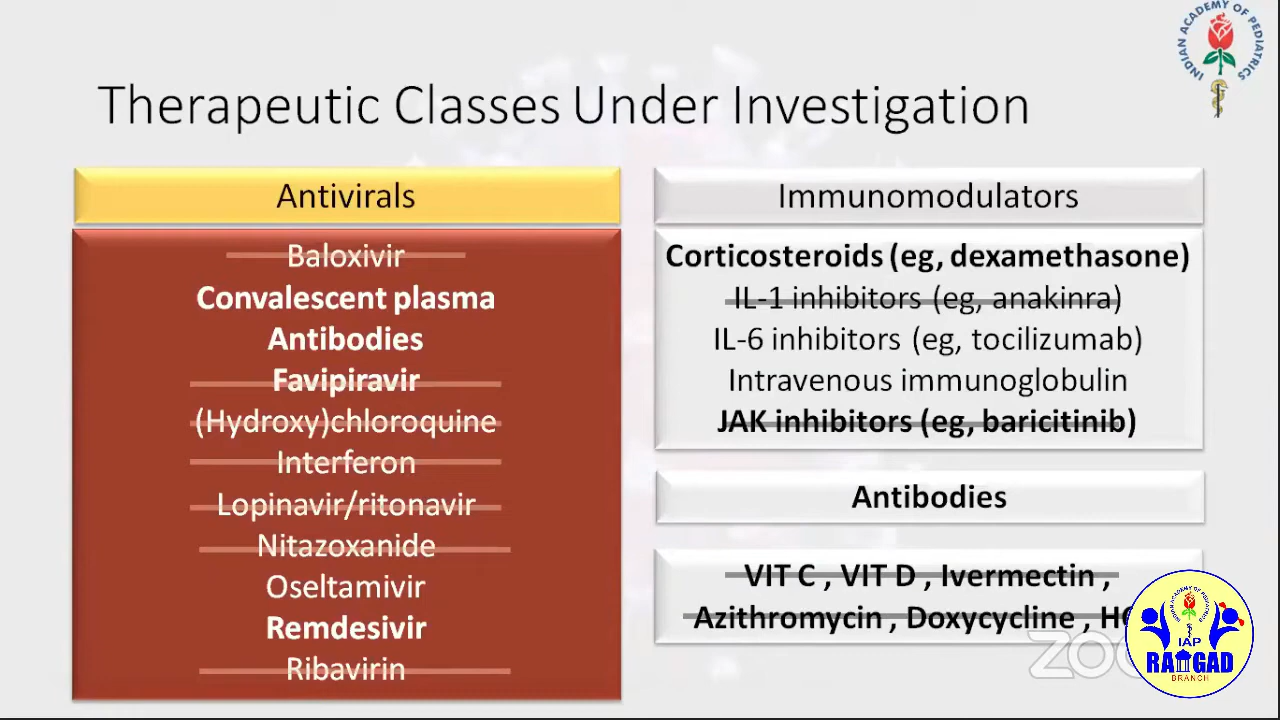 INDIAN ACADEMY OF PEDIATRICS
Therapeutic Classes Under Investigation
Antivirals
Baloxivir
Convalescent plasma
Antibodies
Favipiravir
(Hydroxy)chloroquine
Interferon
Lopinavir/ritonavir
Nitazoxanide
Oseltamivir
Remdesivir
Ribavirin
Immunomodulators
Corticosteroids (eg, dexamethasone)
IL-1 inhibitors (eg, anakinra)
IL-6 inhibitors (eg, tocilizumab)
Intravenous immunoglobulin
JAK inhibitors (eg, baricitinib)
Antibodies
VIT C , VIT D , Ivermectin ,
Azithromycin , Doxycycline ,
IAP
RAIGAD
BRANCH